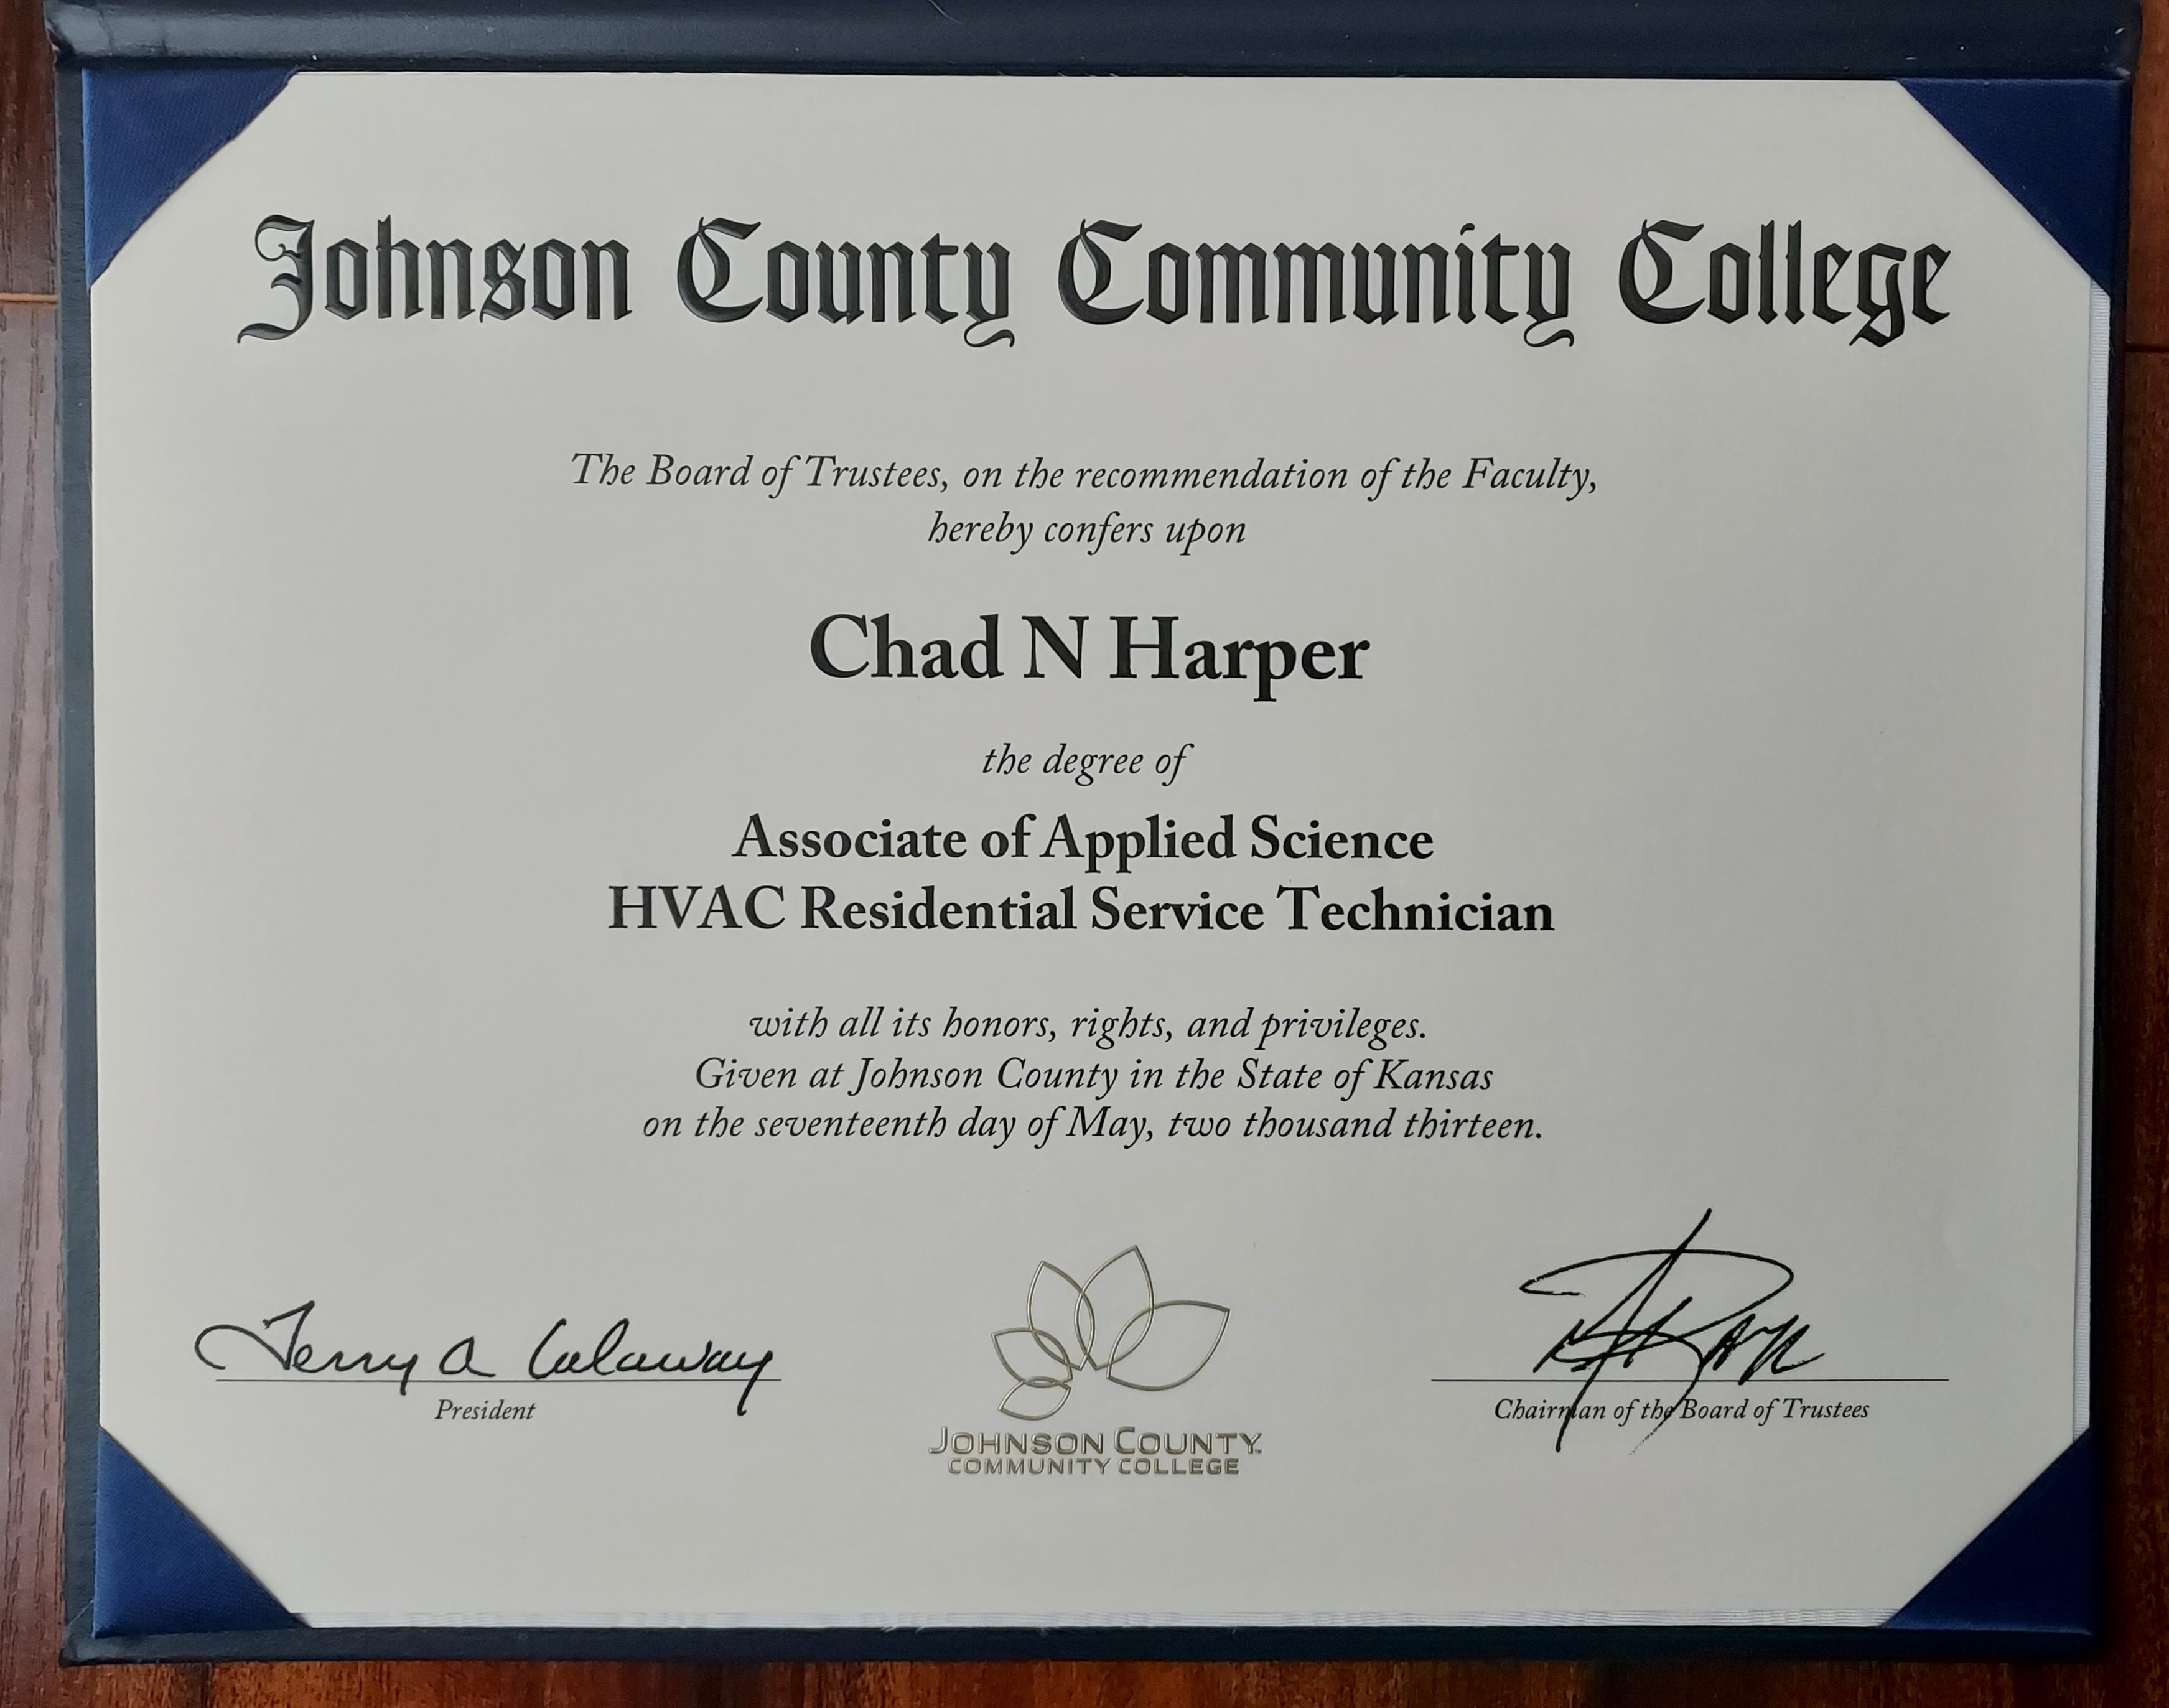 Johnson County Community College
The Board of Trustees, on the recommendation of the Faculty,
hereby confers upon
Chad N Harper
the degree of
Associate of Applied Science
HVAC Residential Service Technician
with all its honors, rights, and privileges.
Given at Johnson County in the State of Kansas
on the seventeenth day of May, two thousand thirteen.
Terry A Calaway
President
JOHNSON COUNTY™
COMMUNITY COLLEGE
Chairman of the Board of Trustees